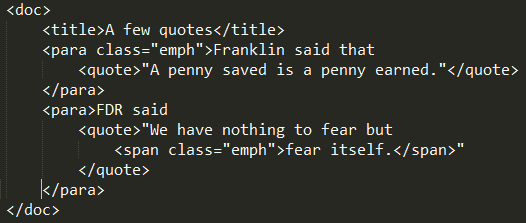 <doc>
    <title>A few quotes</title>
    <para class="emph">Franklin said that
        <quote>"A penny saved is a penny earned."</quote>
    </para>
    <para>FDR said
        <quote>"We have nothing to fear but
            <span class="emph">fear itself.</span>"
        </quote>
    </para>
</doc>